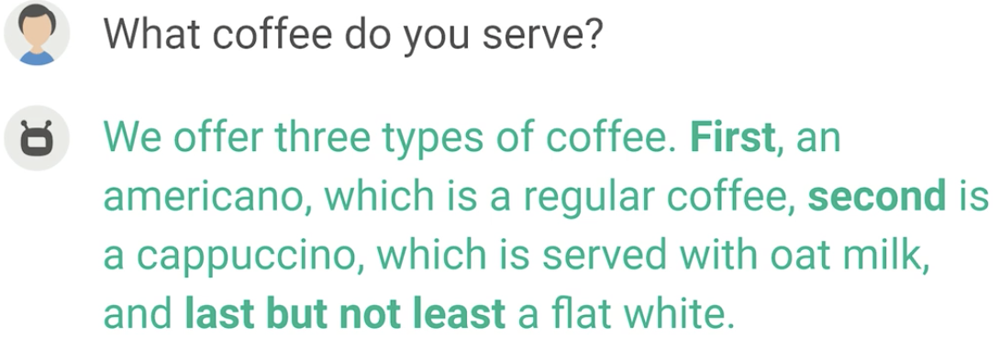 What coffee do you serve?
We offer three types of coffee. First, an
americano, which is a regular coffee, second is
a cappuccino, which is served with oat milk,
and last but not least a flat white.